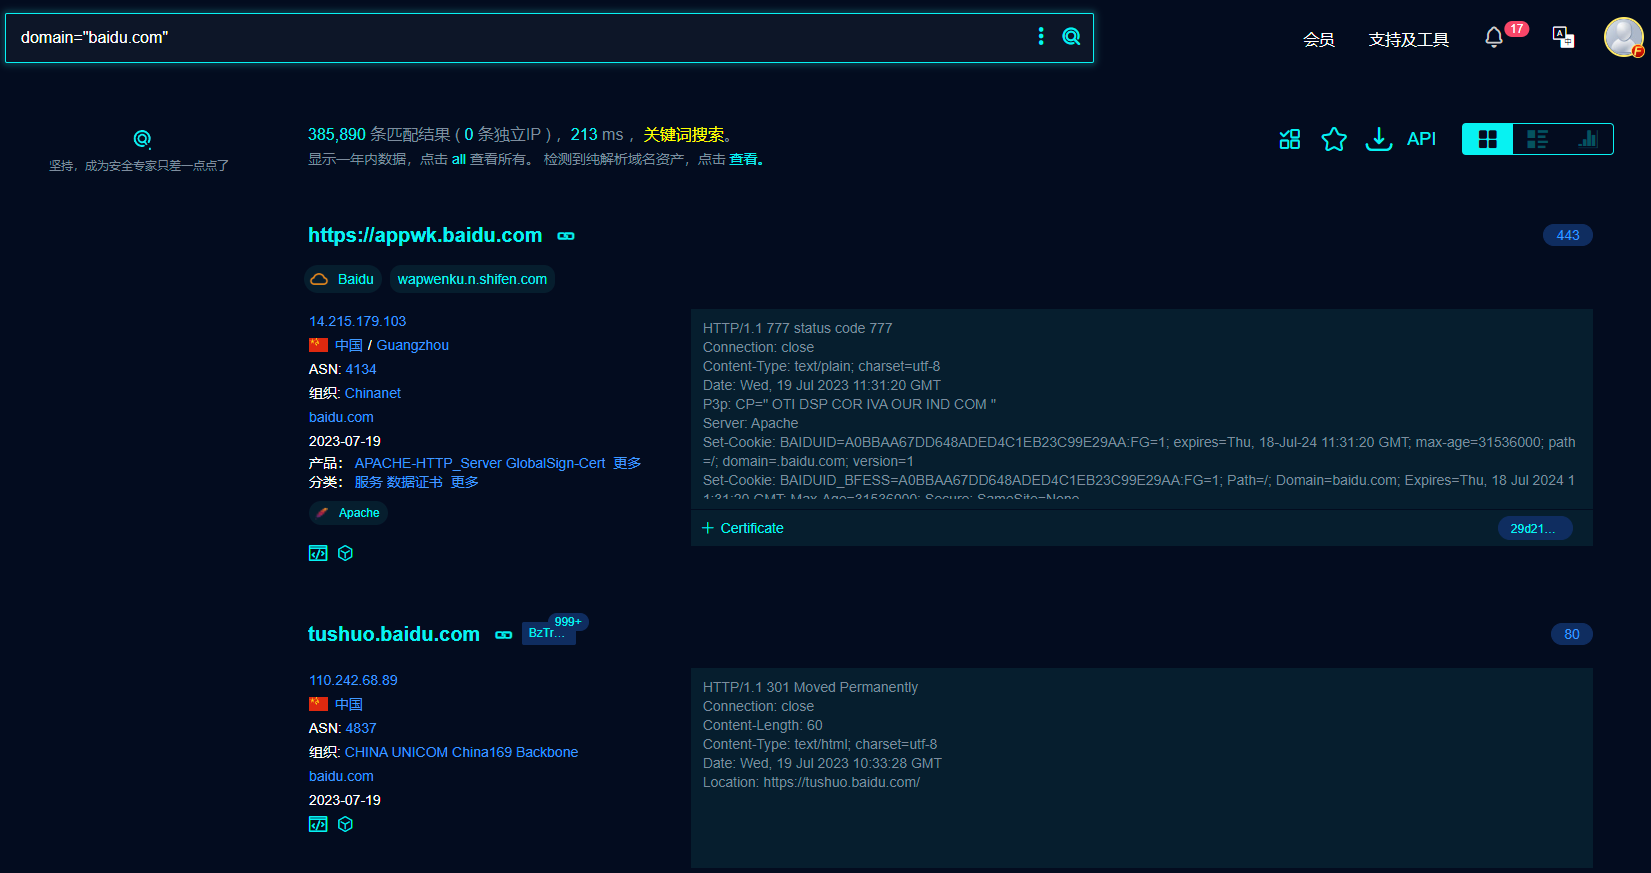 domain="baidu.com"
会员
支持及工具
17
坚持，成为安全专家只差一点点了
385,890 条匹配结果 ( 0 条独立IP )， 213 ms ， 关键词搜索。
显示一年内数据，点击 all 查看所有。 检测到纯解析域名资产，点击 查看。
API
https://appwk.baidu.com
443
Baidu
wapwenku.n.shifen.com
14.215.179.103
中国 / Guangzhou
ASN: 4134
组织: Chinanet
baidu.com
2023-07-19
产品： APACHE-HTTP_Server GlobalSign-Cert 更多
分类： 服务 数据证书 更多
Apache
HTTP/1.1 777 status code 777
Connection: close
Content-Type: text/plain; charset=utf-8
Date: Wed, 19 Jul 2023 11:31:20 GMT
P3p: CP=" OTI DSP COR IVA OUR IND COM "
Server: Apache
Set-Cookie: BAIDUID=A0BBAA67DD648ADED4C1EB23C99E29AA:FG=1; expires=Thu, 18-Jul-24 11:31:20 GMT; max-age=31536000; path
=/; domain=.baidu.com; version=1
Set-Cookie: BAIDUID_BFESS=A0BBAA67DD648ADED4C1EB23C99E29AA:FG=1; Path=/; Domain=baidu.com; Expires=Thu, 18 Jul 2024 1
1:31:20 GMT; Max-Age=31536000; Secure; SameSite=None
+ Certificate
29d21...
tushuo.baidu.com
BzTr...
999+
80
110.242.68.89
中国
ASN: 4837
组织: CHINA UNICOM China169 Backbone
baidu.com
2023-07-19
HTTP/1.1 301 Moved Permanently
Connection: close
Content-Length: 60
Content-Type: text/html; charset=utf-8
Date: Wed, 19 Jul 2023 10:33:28 GMT
Location: https://tushuo.baidu.com/